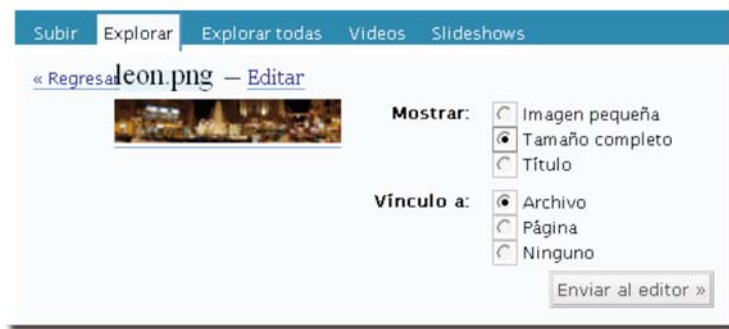 Subir Explorar Explorar todas Videos Slideshows
« Regresar leon.png — Editar
Mostrar: Imagen pequeña
Tamaño completo
Título
Vínculo a: Archivo
Página
Ninguno
Enviar al editor »